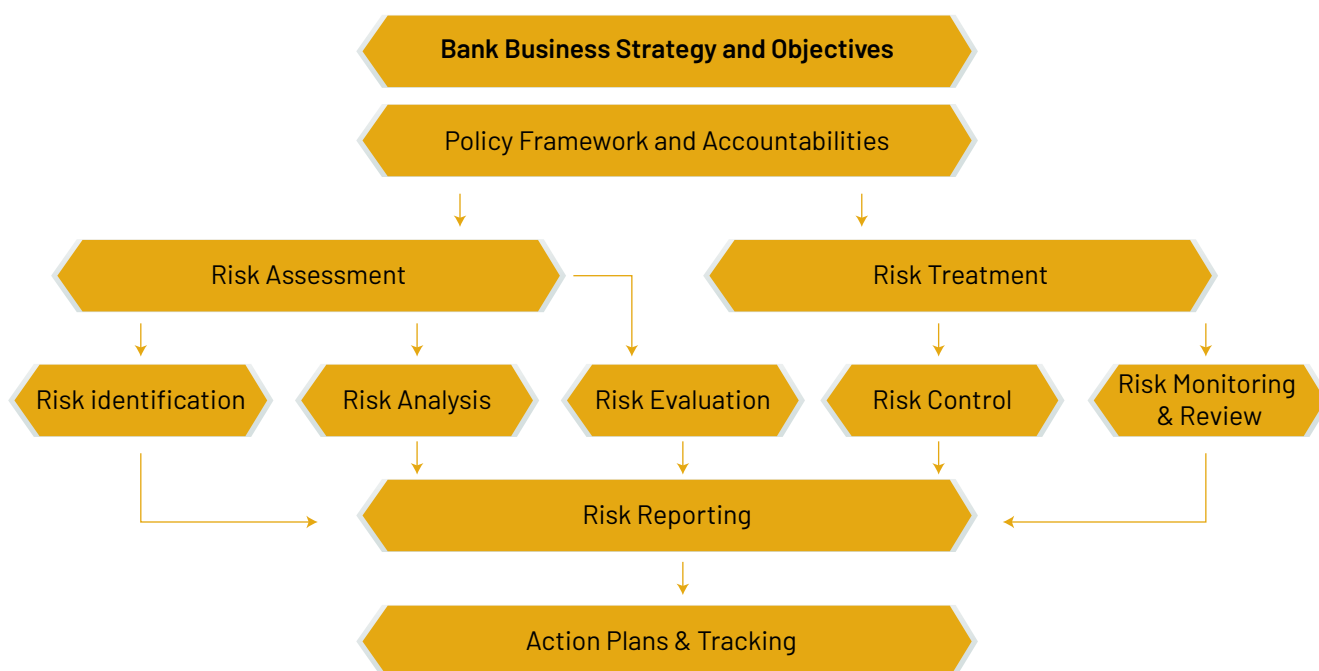 Bank Business Strategy and Objectives
Policy Framework and Accountabilities
Risk Assessment
Risk Treatment
Risk identification
Risk Analysis
Risk Evaluation
Risk Control
Risk Monitoring
& Review
Risk Reporting
Action Plans & Tracking